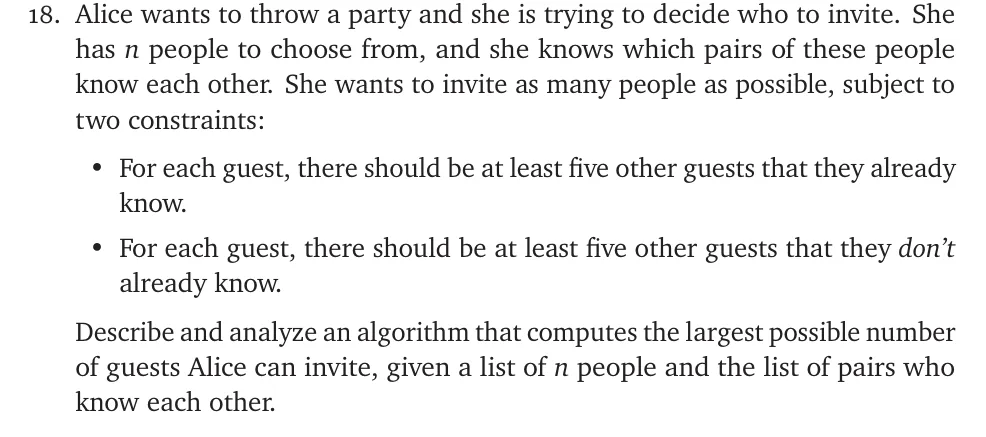 18. Alice wants to throw a party and she is trying to decide who to invite. She
has n people to choose from, and she knows which pairs of these people
know each other. She wants to invite as many people as possible, subject to
two constraints:
• For each guest, there should be at least five other guests that they already
know.
• For each guest, there should be at least five other guests that they don't
already know.
Describe and analyze an algorithm that computes the largest possible number
of guests Alice can invite, given a list of n people and the list of pairs who
know each other.